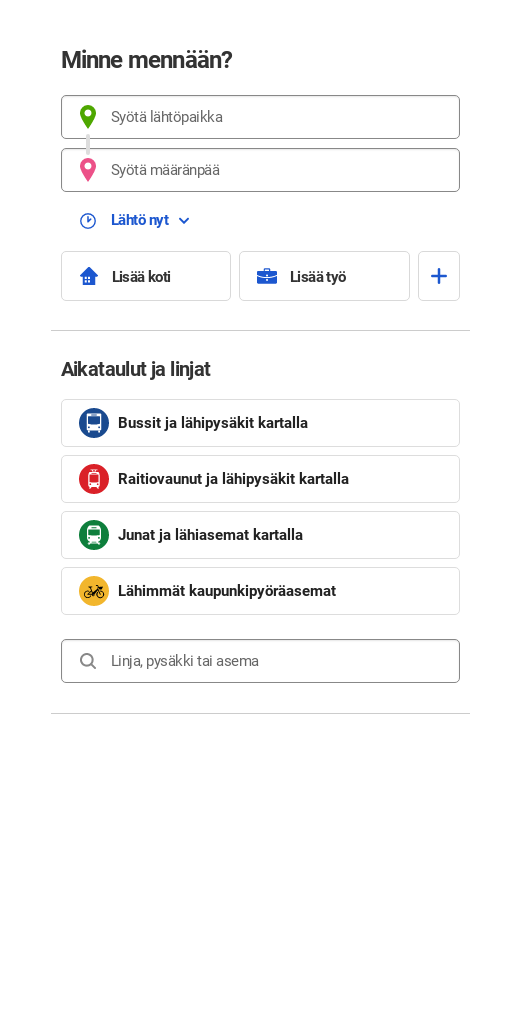 Minne mennään?
Syötä lähtöpaikka
Syötä määränpää
Lähtö nyt
Lisää koti
Lisää työ
Aikataulut ja linjat
Bussit ja lähipysäkit kartalla
Raitiovaunut ja lähipysäkit kartalla
Junat ja lähiasemat kartalla
Lähimmät kaupunkipyöräasemat
Linja, pysäkki tai asema